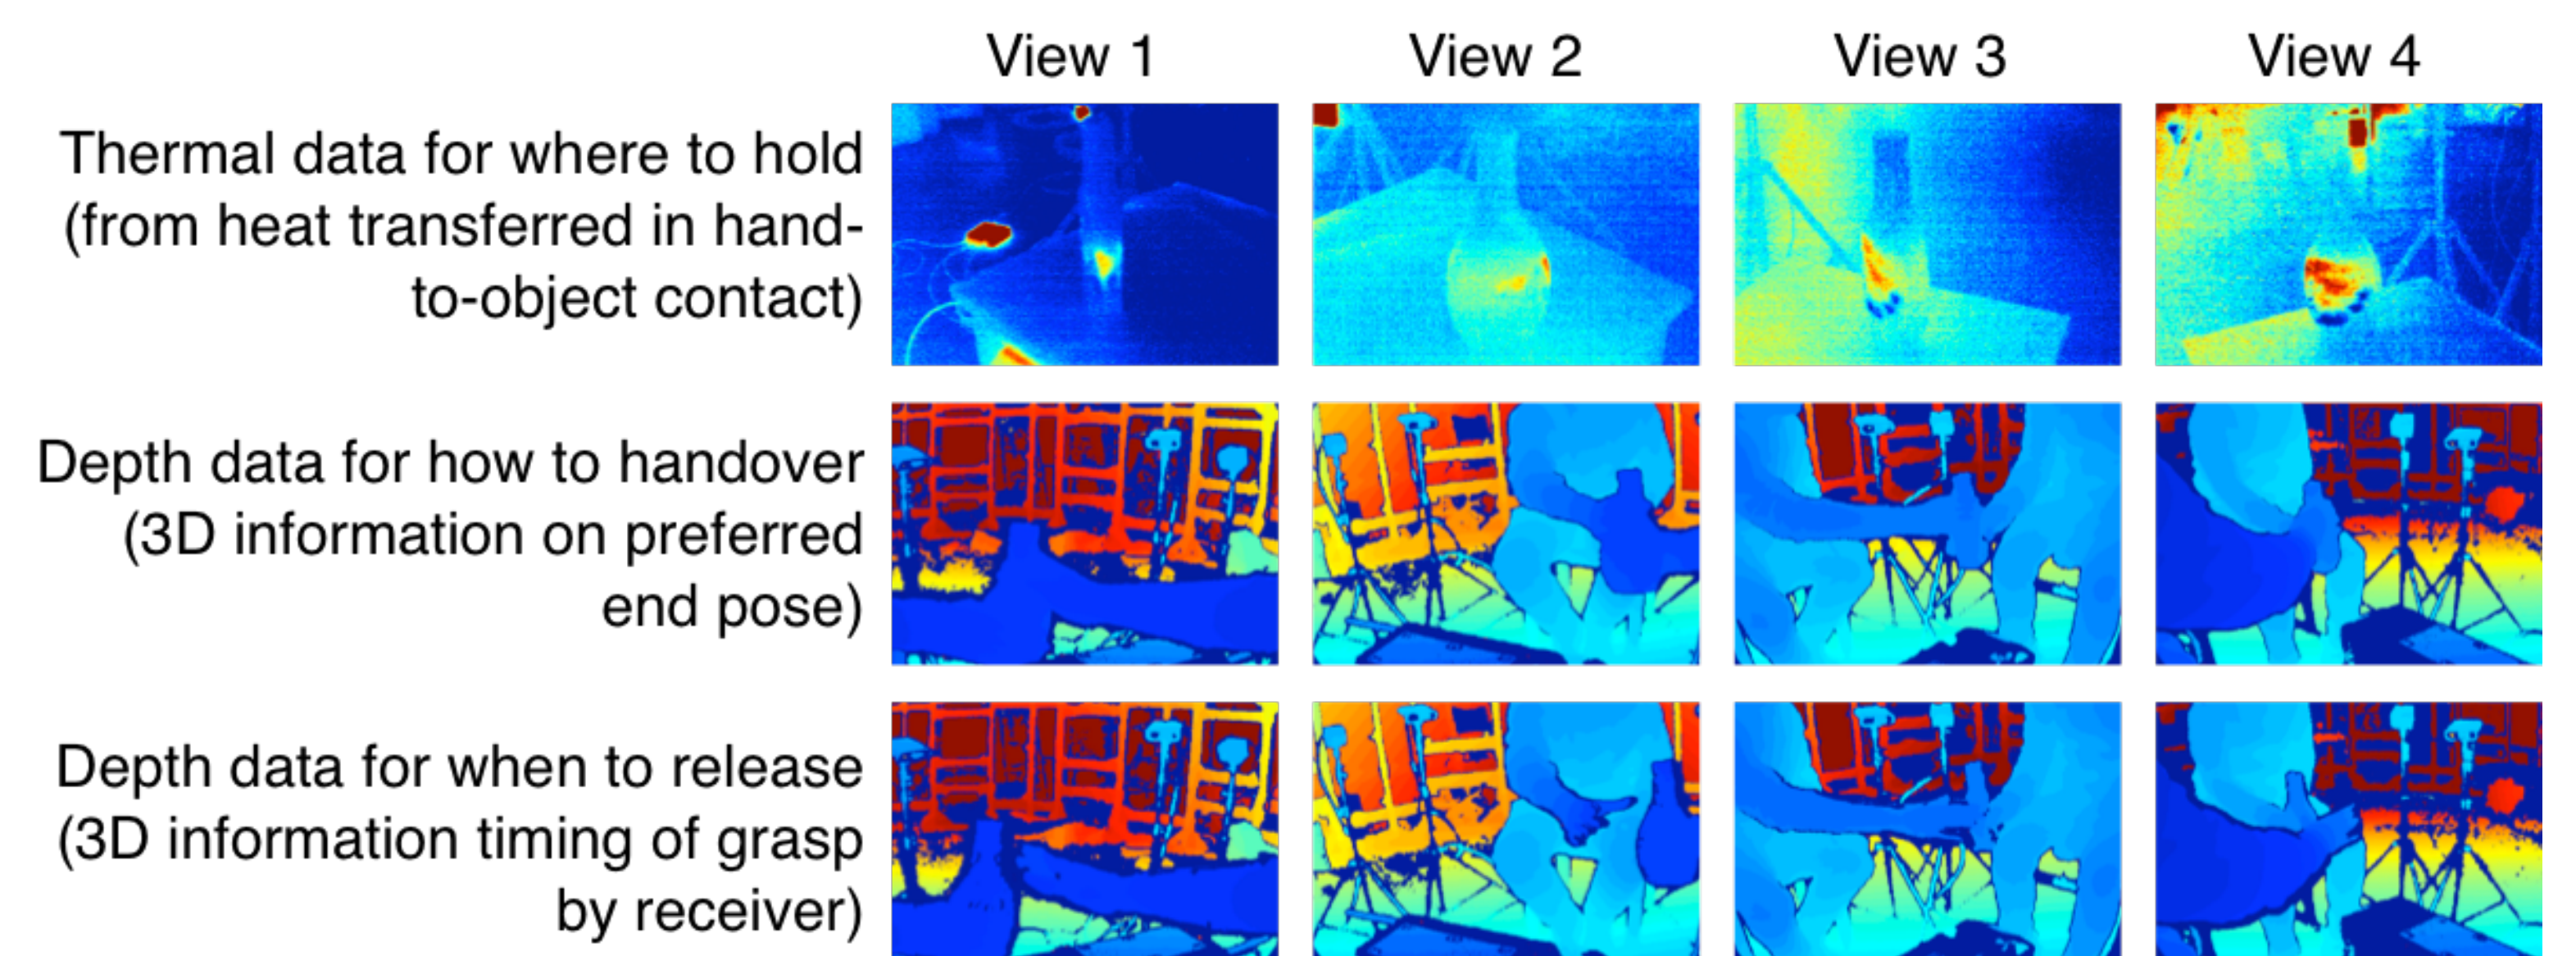 View 1
View 2
View 3
View 4
Thermal data for where to hold
(from heat transferred in hand-
to-object contact)
Depth data for how to handover
(3D information on preferred
end pose)
Depth data for when to release
(3D information timing of grasp
by receiver)